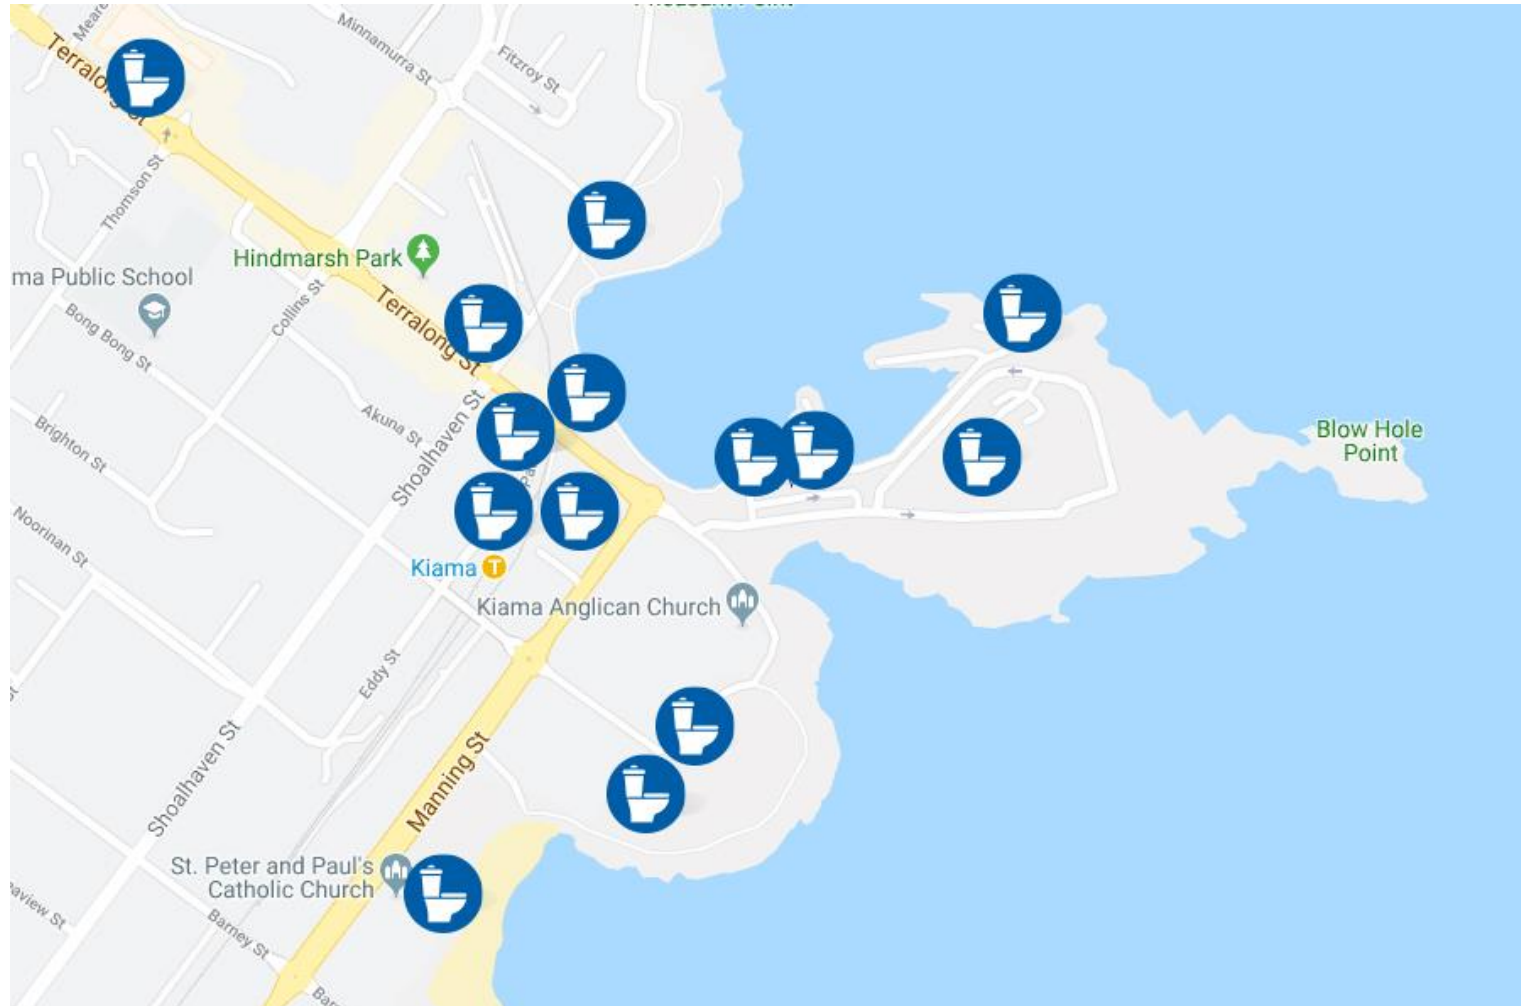 Minnamurra St
Fitzroy St
Terralong St
Thomson St
Hindmarsh Park
ma Public School
Collins St
Terralong St
Bong Bong St
Akuna St
Shoalhaven St
Brighton St
Blow Hole
Point
Noorinan St
Kiama
T
Kiama Anglican Church
Eddy St
Manning St
Shoalhaven St
St. Peter and Paul's
Catholic Church
Barney St